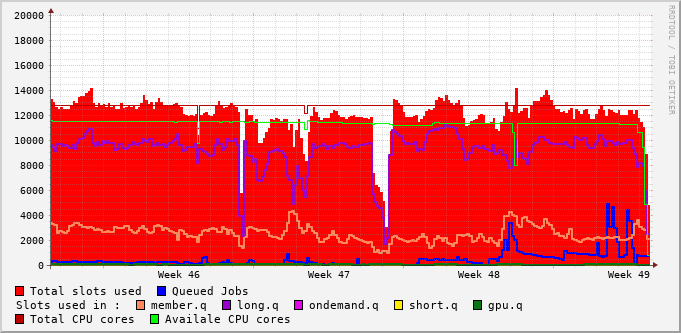 20000
18000
16000
14000
12000
10000
8000
6000
4000
2000
0
Week 46 Week 47 Week 48 Week 49
Total slots used Queued Jobs
Slots used in : member.q long.q ondemand.q short.q gpu.q
Total CPU cores Availale CPU cores
RRDTOOL / TOBI OETIKER